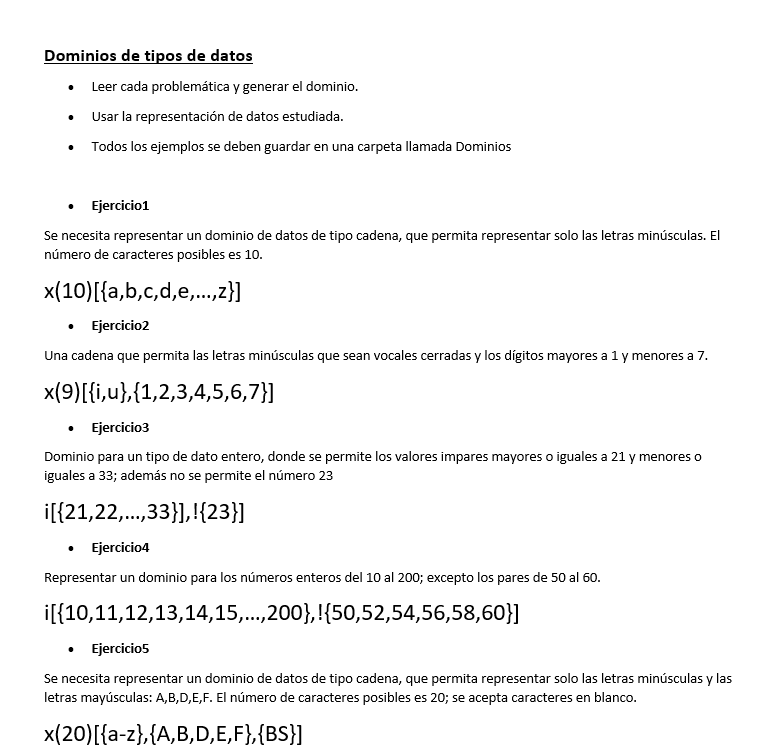 Dominios de tipos de datos
• Leer cada problemática y generar el dominio.
• Usar la representación de datos estudiada.
• Todos los ejemplos se deben guardar en una carpeta llamada Dominios
• Ejercicio1
Se necesita representar un dominio de datos de tipo cadena, que permita representar solo las letras minúsculas. El
número de caracteres posibles es 10.
x(10)[{a,b,c,d,e,...,z}]
• Ejercicio2
Una cadena que permita las letras minúsculas que sean vocales cerradas y los dígitos mayores a 1 y menores a 7.
x(9)[{i,u},{1,2,3,4,5,6,7}]
• Ejercicio3
Dominio para un tipo de dato entero, donde se permite los valores impares mayores o iguales a 21 y menores o
iguales a 33; además no se permite el número 23
i[{21,22,...,33}],!{23}]
• Ejercicio4
Representar un dominio para los números enteros del 10 al 200; excepto los pares de 50 al 60.
i[{10,11,12,13,14,15,...,200},!{50,52,54,56,58,60}]
• Ejercicio5
Se necesita representar un dominio de datos de tipo cadena, que permita representar solo las letras minúsculas y las
letras mayúsculas: A,B,D,E,F. El número de caracteres posibles es 20; se acepta caracteres en blanco.
x(20)[{a-z},{A,B,D,E,F},{BS}]